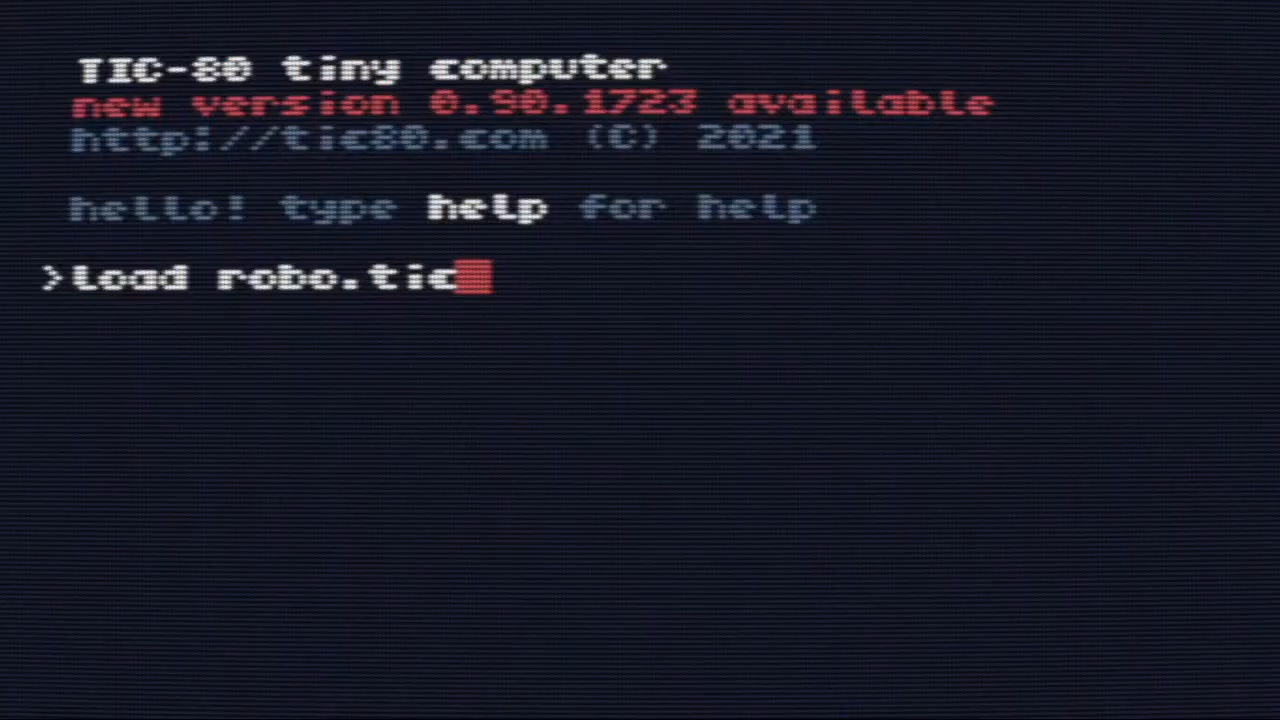 TIC-80 tiny computer
new version 0.90.1723 available
http://tic80.com (C) 2021
hello! type help for help
>load robo.tic